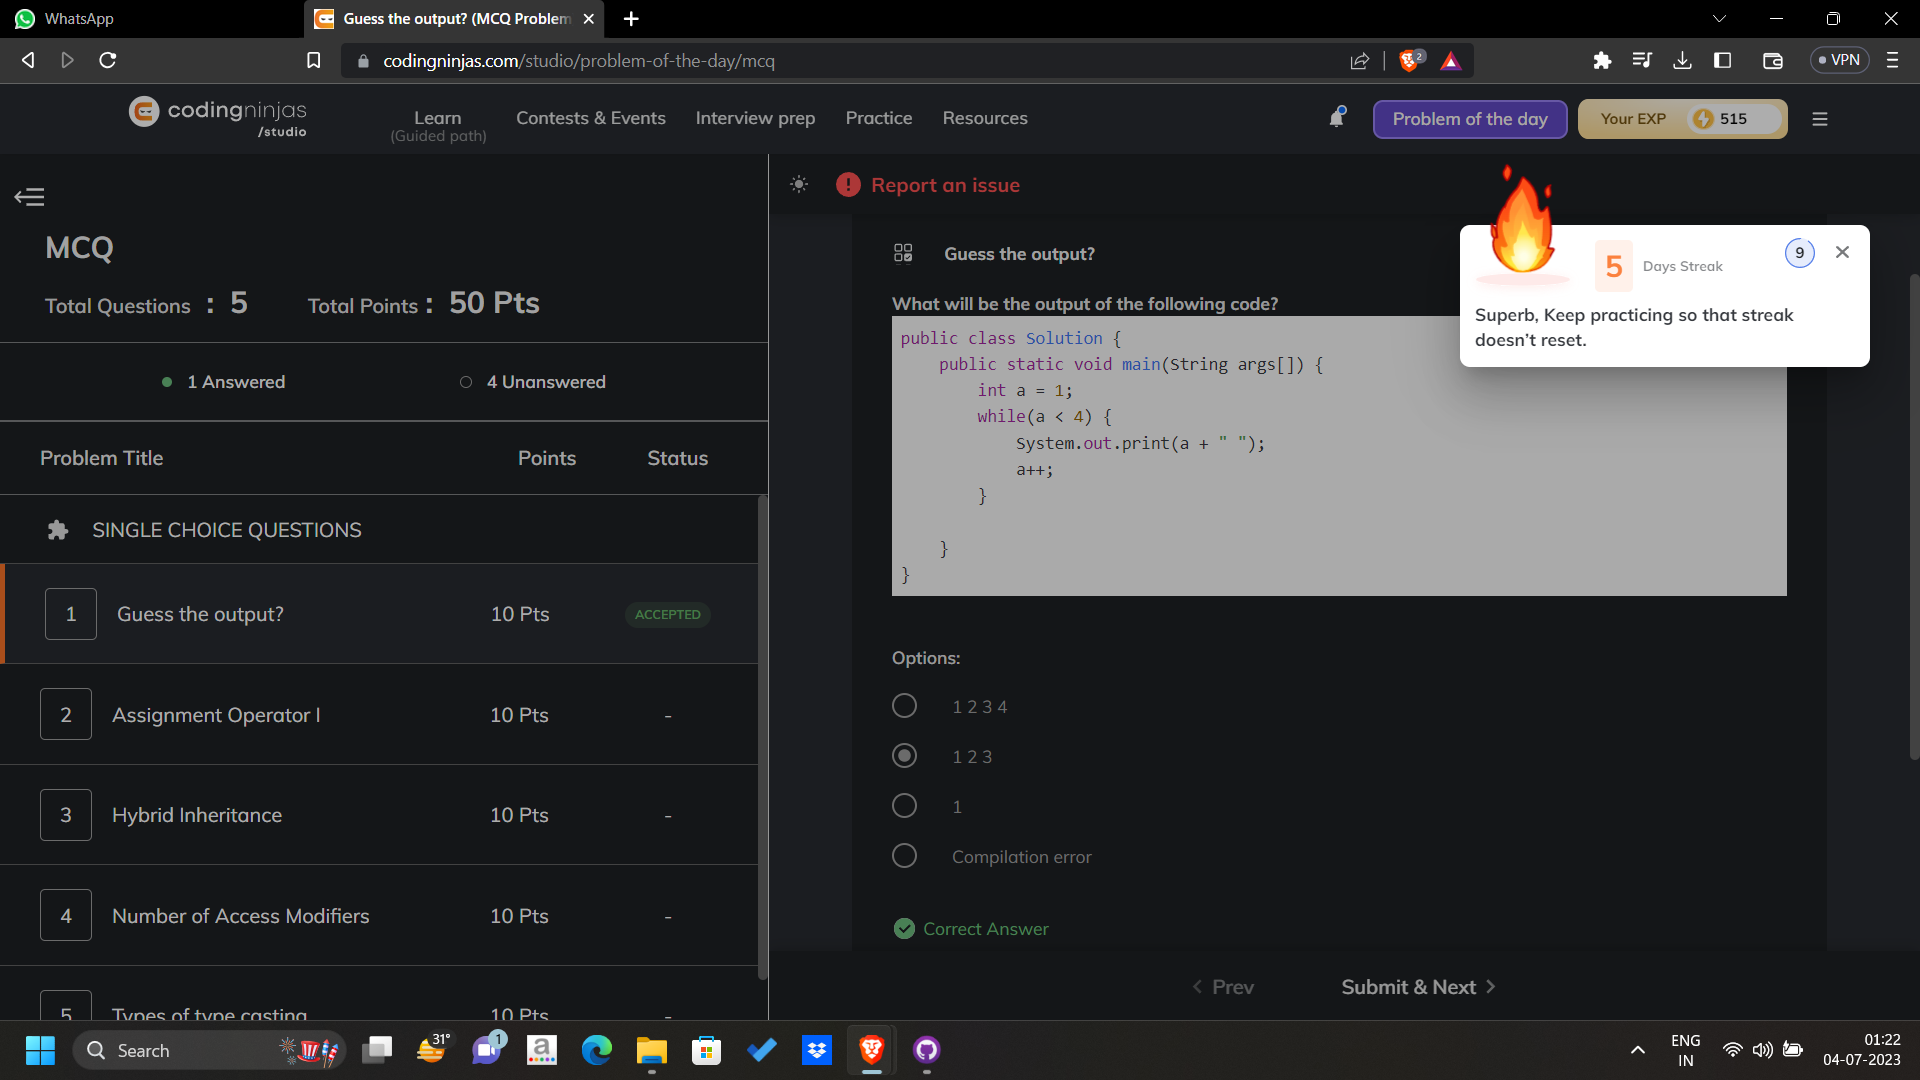 WhatsApp
Guess the output? (MCQ Problem
codingninjas.com/studio/problem-of-the-day/mcq
2
VPN
codingninjas
/studio
Learn
(Guided path)
Contests & Events
Interview prep
Practice
Resources
Problem of the day
Your EXP
515
MCQ
Total Questions : 5
Total Points : 50 Pts
1 Answered
4 Unanswered
Problem Title
Points
Status
SINGLE CHOICE QUESTIONS
1
Guess the output?
10 Pts
ACCEPTED
2
Assignment Operator I
10 Pts
-
3
Hybrid Inheritance
10 Pts
-
4
Number of Access Modifiers
10 Pts
-
5
Types of type casting
10 Pts
-
Report an issue
5
Days Streak
9
Superb, Keep practicing so that streak
doesn't reset.
Guess the output?
What will be the output of the following code?
public class Solution {
public static void main(String args[]) {
int a = 1;
while(a < 4) {
System.out.print(a + " ");
a++;
}
}
}
Options:
1 2 3 4
1 2 3
1
Compilation error
Correct Answer
Prev
Submit & Next
Search
31°
1
a
ENG
IN
01:22
04-07-2023